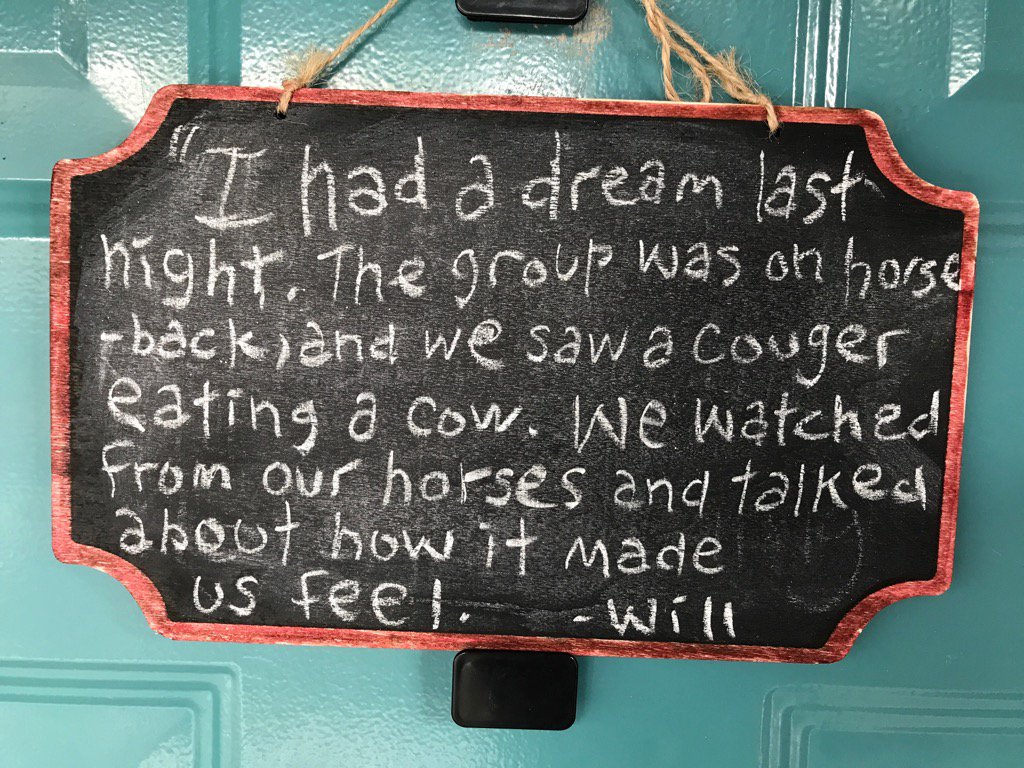 "I had a dream last
night. The group was on horse
-back, and we saw a couger
eating a cow. We watched
from our horses and talked
about how it made
us feel. -Will